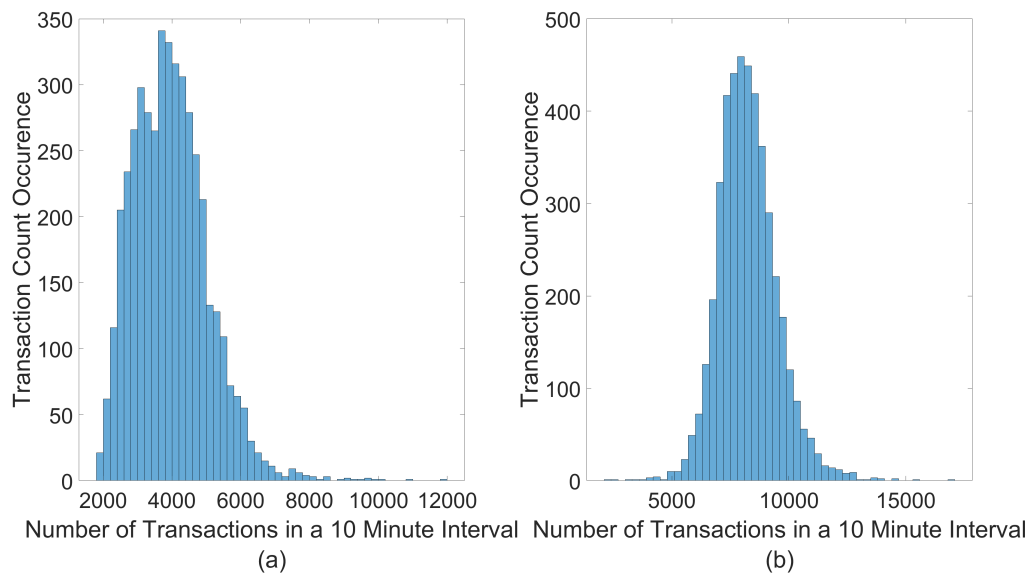 350
300
250
200
150
100
50
0
Transaction Count Occurence
2000 4000 6000 8000 10000 12000
Number of Transactions in a 10 Minute Interval
(a)
500
400
300
200
100
0
Transaction Count Occurence
5000 10000 15000
Number of Transactions in a 10 Minute Interval
(b)